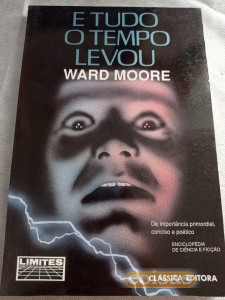 E TUDO
O TEMPO
LEVOU
WARD MOORE
De importância primordial,
conciso e poético
ENCICLOPÉDIA
DE CIÊNCIA E FICÇÃO
LIMITES
CLÁSSICA EDITORA